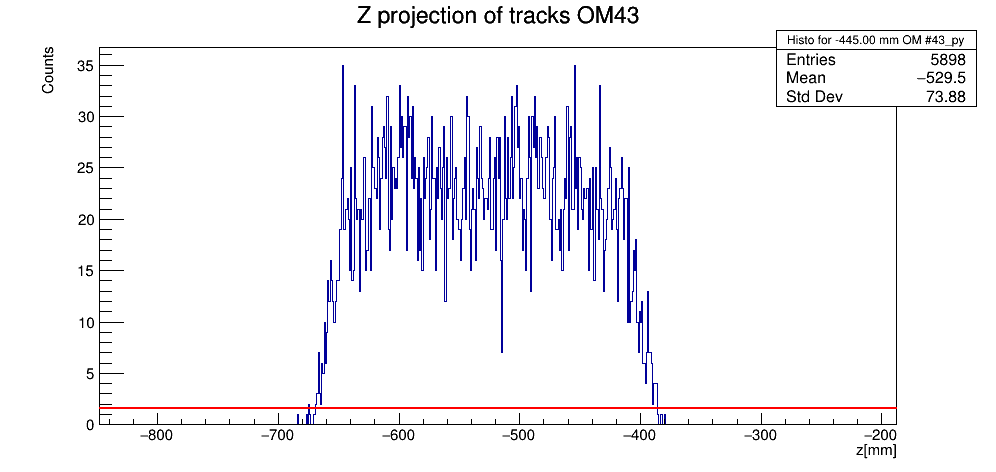 Z projection of tracks OM43
Histo for -445.00 mm OM #43_py
Entries 5898
Mean −529.5
Std Dev 73.88
Counts
35
30
25
20
15
10
5
0
−800 −700 −600 −500 −400 −300 −200
z[mm]